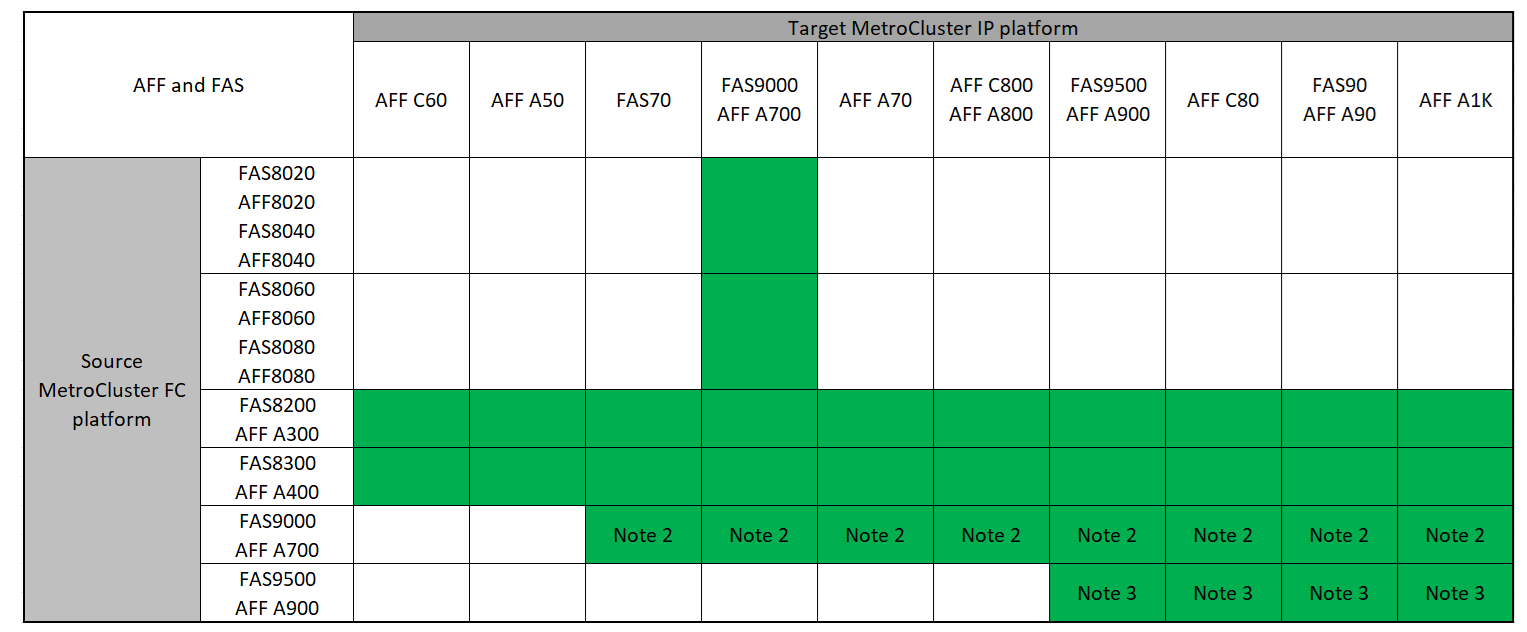 Target MetroCluster IP platform
AFF and FAS
AFF C60
AFF A50
FAS70
FAS9000
AFF A700
AFF A70
AFF C800
AFF A800
FAS9500
AFF A900
AFF C80
FAS90
AFF A90
AFF A1K
Source
MetroCluster FC
platform
FAS8020
AFF8020
FAS8040
AFF8040
FAS8060
AFF8060
FAS8080
AFF8080
FAS8200
AFF A300
FAS8300
AFF A400
FAS9000
AFF A700
Note 2
Note 2
Note 2
Note 2
Note 2
Note 2
Note 2
Note 2
FAS9500
AFF A900
Note 3
Note 3
Note 3
Note 3